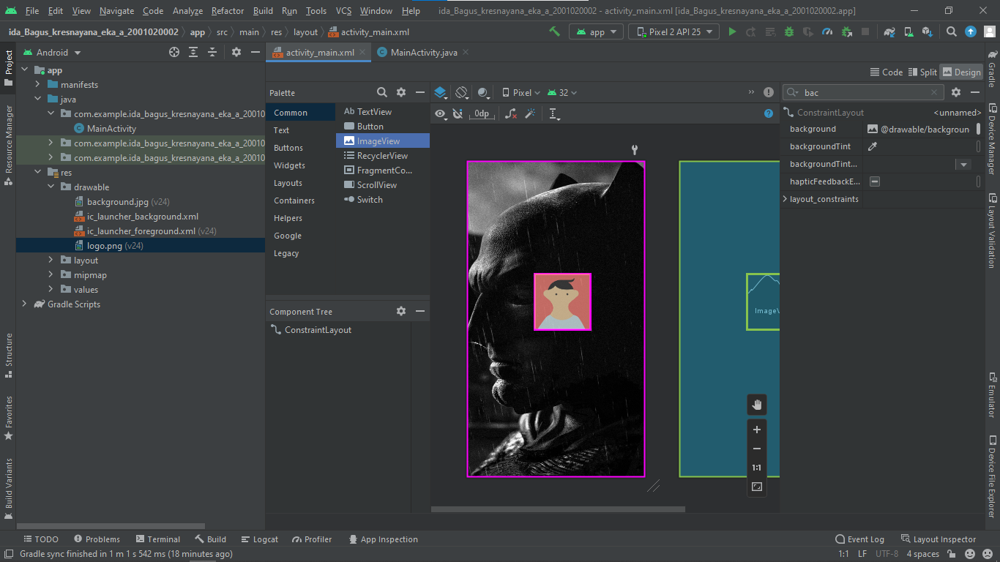 File Edit View Navigate Code Analyze Refactor Build Run Tools VCS Window Help ida_Bagus_kresnayana_eka_a_2001020002 - activity_main.xml [ida_Bagus_kresnayana_eka_a_2001020002.app]
ida_Bagus_kresnayana_eka_a_2001020002 app src main res layout activity_main.xml app Pixel 2 API 25
Project
Resource Manager
Structure
Favorites
Build Variants
Android
app
manifests
java
com.example.ida_bagus_kresnayana_eka_a_20010
MainActivity
com.example.ida_bagus_kresnayana_eka_a_20010
com.example.ida_bagus_kresnayana_eka_a_20010
res
drawable
background.jpg (v24)
ic_launcher_background.xml
ic_launcher_foreground.xml (v24)
logo.png (v24)
layout
mipmap
values
Gradle Scripts
activity_main.xml MainActivity.java
Code Split Design
Palette
Common
Text
Buttons
Widgets
Layouts
Containers
Helpers
Google
Legacy
Ab TextView
Button
ImageView
RecyclerView
FragmentCo...
ScrollView
Switch
Component Tree
ConstraintLayout
Pixel 32
0dp
ImageV
1:1
bac
ConstraintLayout <unnamed>
background @drawable/backgroun
backgroundTint
backgroundTint...
hapticFeedbackE...
layout_constraints
Gradle
Device Manager
Layout Validation
Emulator
Device File Explorer
TODO Problems Terminal Build Logcat Profiler App Inspection Event Log Layout Inspector
Gradle sync finished in 1 m 1 s 542 ms (18 minutes ago) 1:1 LF UTF-8 4 spaces